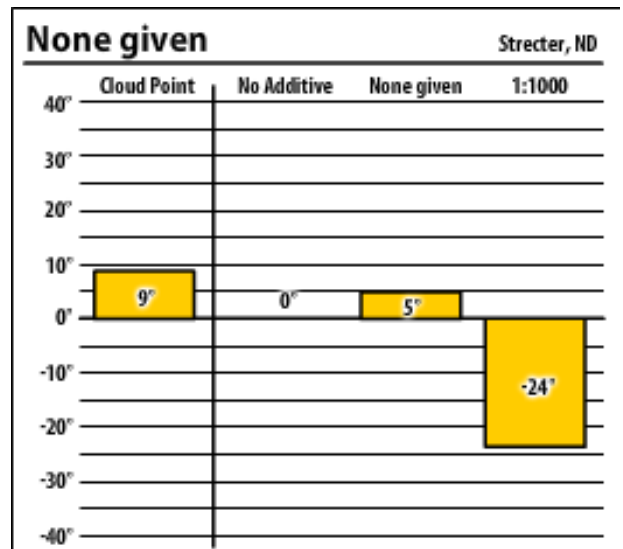 None given
Strecter, ND
Cloud Point No Additive None given 1:1000
40°
30°
20°
10°
9° 0° 5°
0°
-10°
-24°
-20°
-30°
-40°